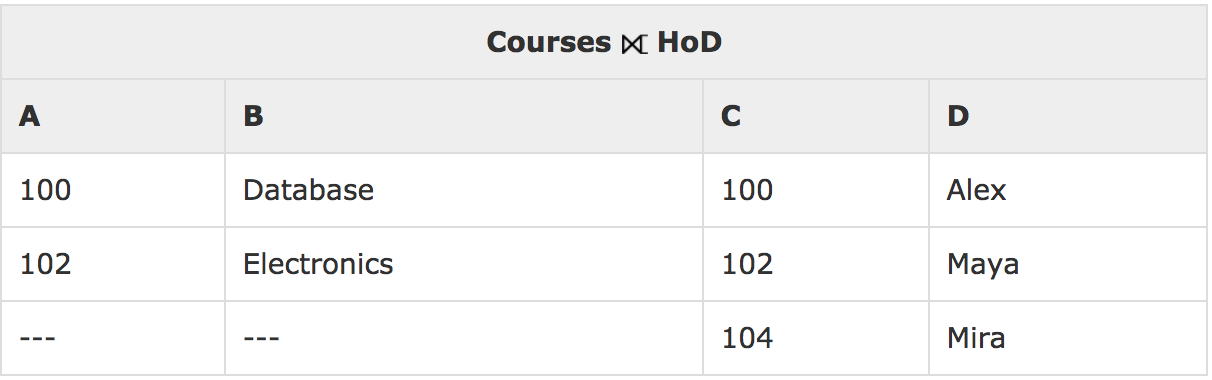 Courses ⟖ HoD
A B C D
100 Database 100 Alex
102 Electronics 102 Maya
--- --- 104 Mira